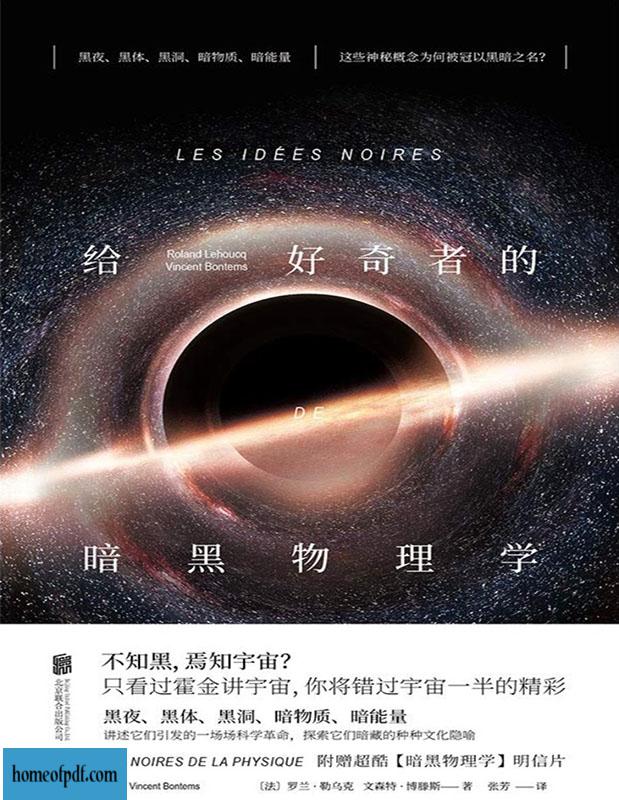 黑夜、黑体、黑洞、暗物质、暗能量
这些神秘概念为何被冠以黑暗之名?
LES IDÉES NOIRES
给 好奇者的
Roland Lehoucq
Vincent Bontems
DE
暗黑物理学
不知黑,焉知宇宙?
只看过霍金讲宇宙,你将错过宇宙一半的精彩
黑夜、黑体、黑洞、暗物质、暗能量
讲述它们引发的一场场科学革命,探索它们暗藏的种种文化隐喻
北京联合出版公司
NOIRES DE LA PHYSIQUE 附赠超酷【暗黑物理学】明信片
Vincent Bontems 〔法〕罗兰·勒乌克 文森特·博滕斯——著 张芳——译
homeofpdf.com